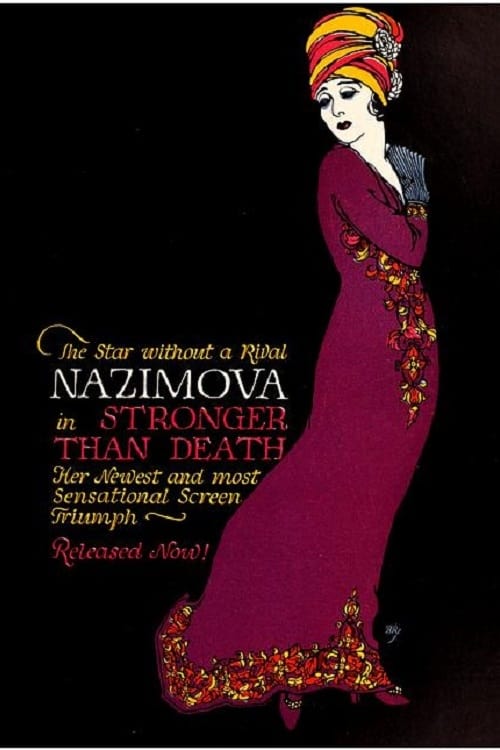 The Star without a Rival
NAZIMOVA
in STRONGER
THAN DEATH
Her Newest and most
Sensational Screen
Triumph
Released Now!